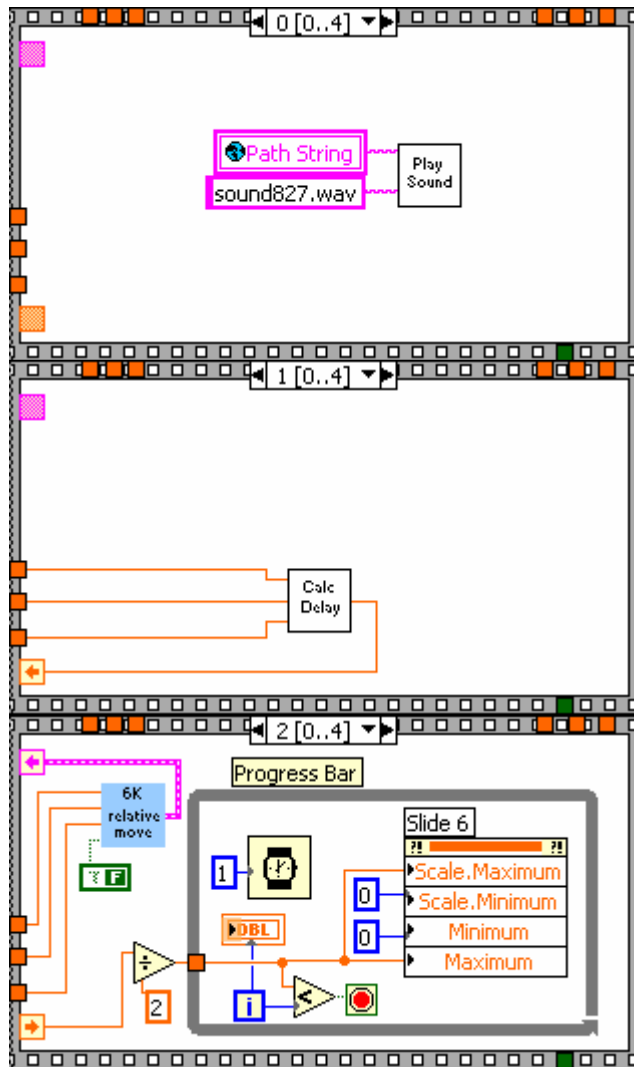 0 [0..4]
Path String
sound827.wav
Play
Sound
1 [0..4]
Calc
Delay
2 [0..4]
Progress Bar
6K
relative
move
F
1
DBL
i
÷
2
<
Slide 6
?! ?!
Scale.Maximum
0
Scale.Minimum
0
Minimum
Maximum